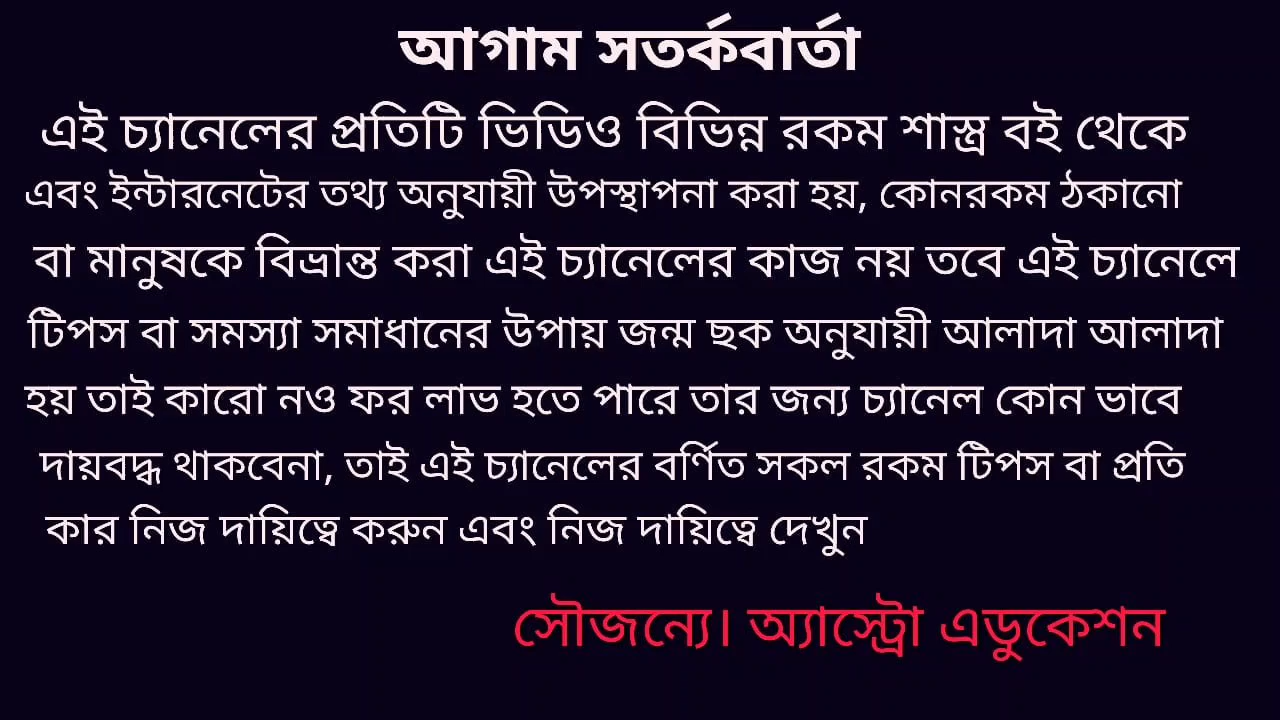 আগাম সতর্কবার্তা
এই চ্যানেলের প্রতিটি ভিডিও বিভিন্ন রকম শাস্ত্র বই থেকে
এবং ইন্টারনেটের তথ্য অনুযায়ী উপস্থাপনা করা হয়, কোনরকম ঠকানো
বা মানুষকে বিভ্রান্ত করা এই চ্যানেলের কাজ নয় তবে এই চ্যানেলে
টিপস বা সমস্যা সমাধানের উপায় জন্ম ছক অনুযায়ী আলাদা আলাদা
হয় তাই কারো নও ফর লাভ হতে পারে তার জন্য চ্যানেল কোন ভাবে
দায়বদ্ধ থাকবেনা, তাই এই চ্যানেলের বর্ণিত সকল রকম টিপস বা প্রতি
কার নিজ দায়িত্বে করুন এবং নিজ দায়িত্বে দেখুন
সৌজন্যে। অ্যাস্ট্রো এডুকেশন